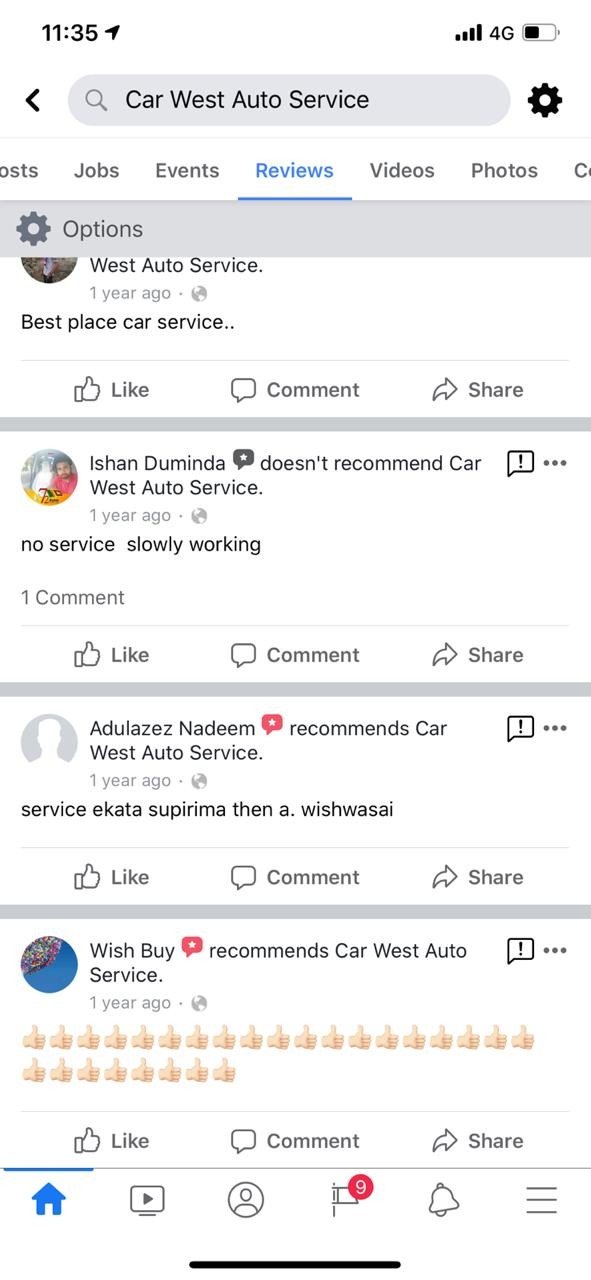 11:35
4G
Car West Auto Service
osts Jobs Events Reviews Videos Photos C
Options
West Auto Service.
1 year ago ·
Best place car service..
Like Comment Share
Ishan Duminda doesn't recommend Car
West Auto Service.
1 year ago ·
no service  slowly working
1 Comment
Like Comment Share
Adulazez Nadeem recommends Car
West Auto Service.
1 year ago ·
service ekata supirima then a. wishwasai
Like Comment Share
Wish Buy recommends Car West Auto
Service.
1 year ago ·
👍🏻👍🏻👍🏻👍🏻👍🏻👍🏻👍🏻👍🏻👍🏻👍🏻👍🏻👍🏻👍🏻👍🏻👍🏻👍🏻👍🏻👍🏻👍🏻
👍🏻👍🏻👍🏻👍🏻👍🏻👍🏻👍🏻👍🏻
Like Comment Share
9